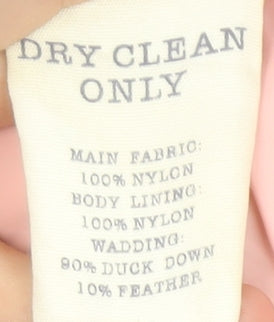 DRY CLEAN
ONLY
MAIN FABRIC:
100% NYLON
BODY LINING:
100% NYLON
WADDING:
90% DUCK DOWN
10% FEATHER